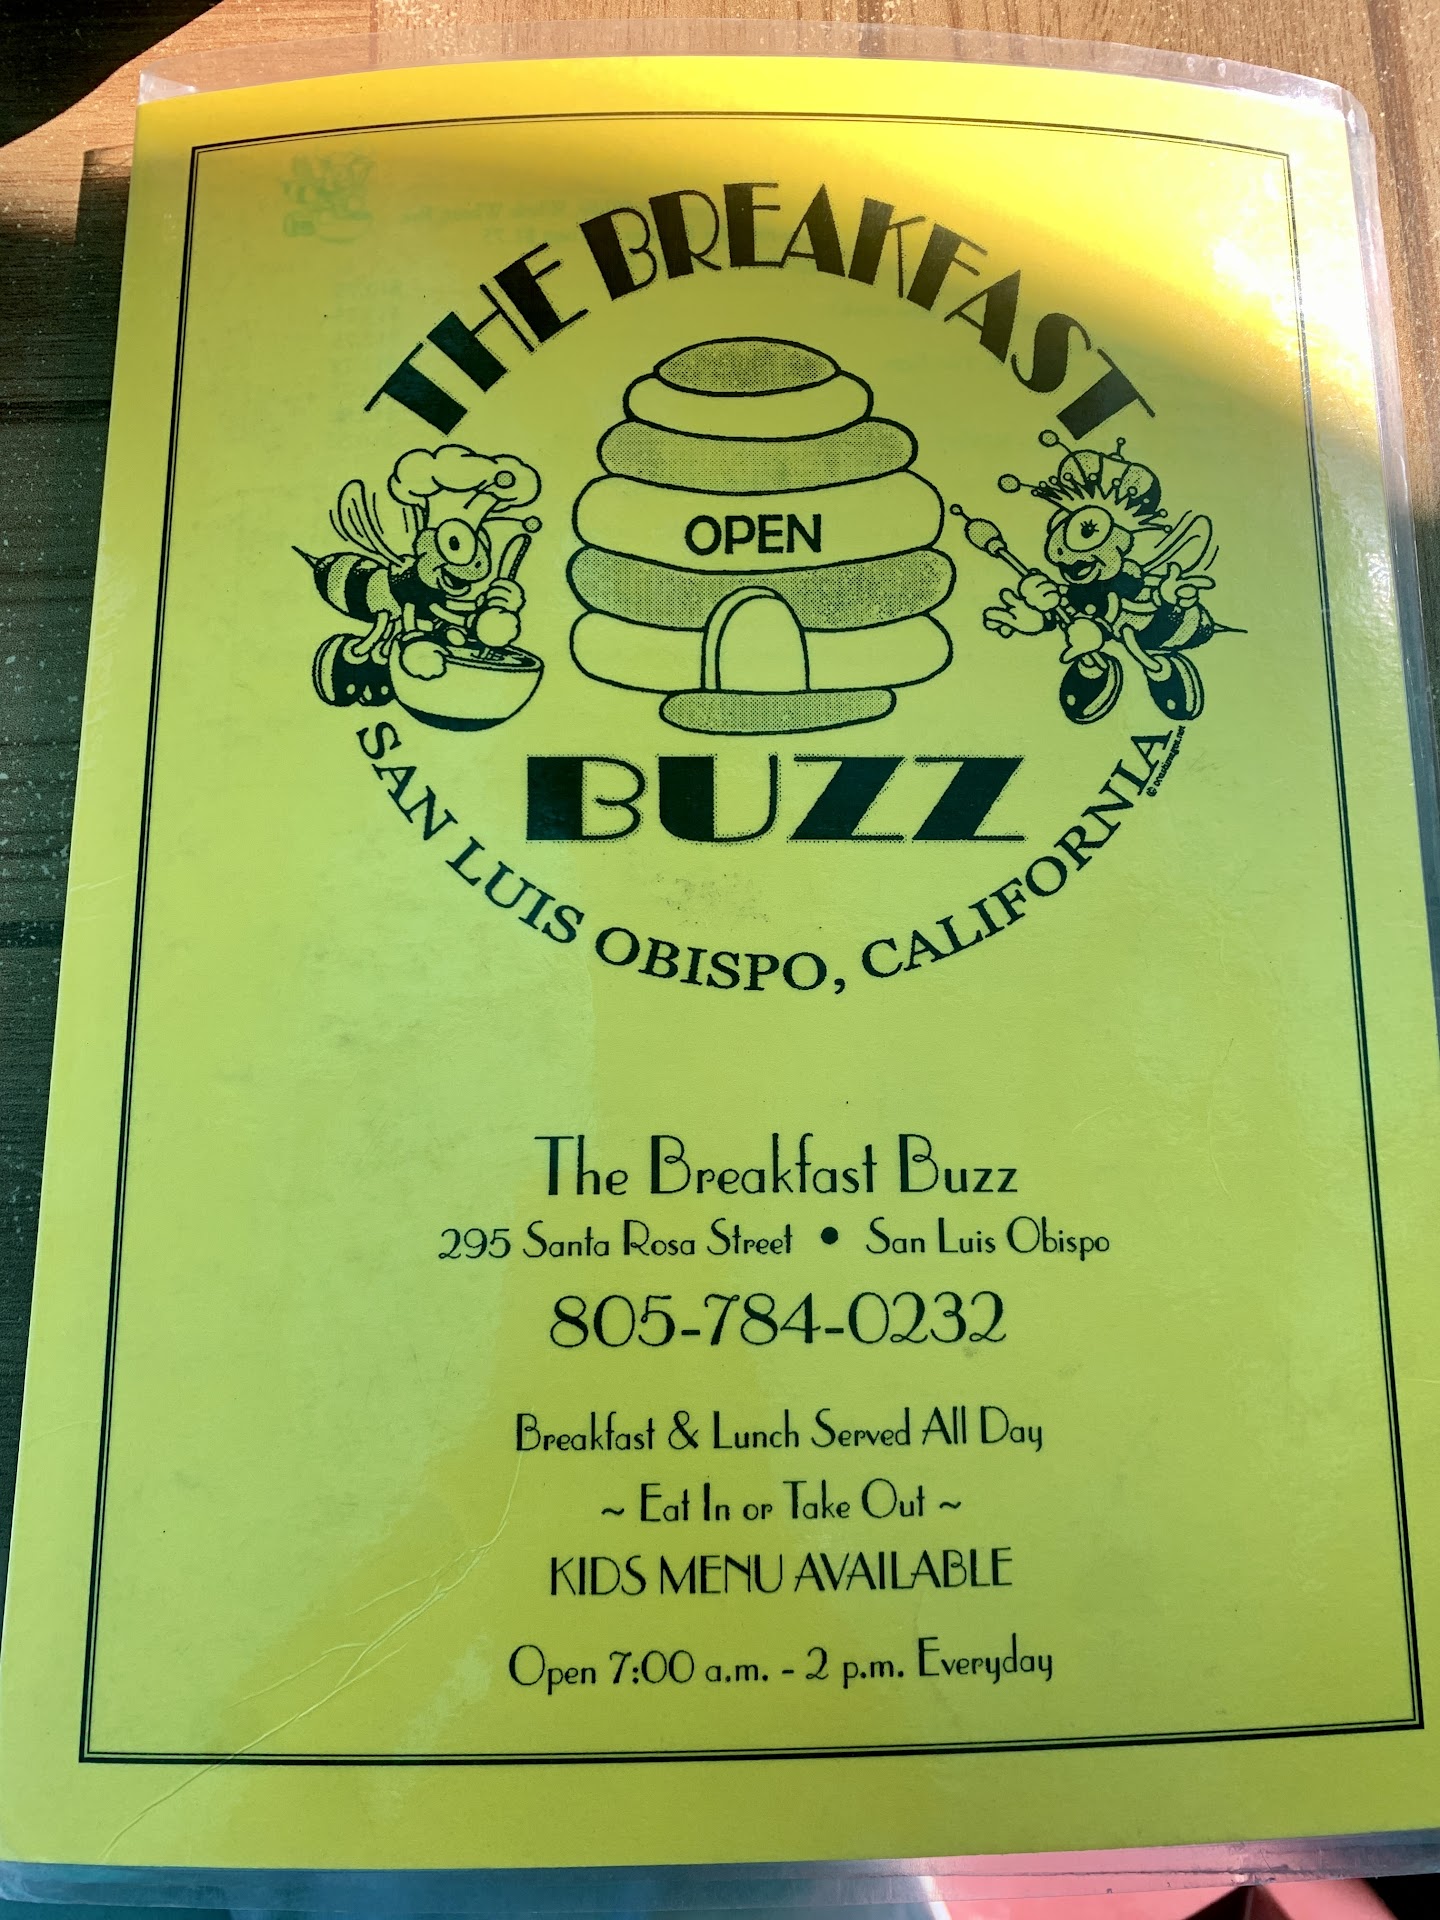 THE BREAKFAST
OPEN
BUZZ
SAN LUIS OBISPO, CALIFORNIA
The Breakfast Buzz
295 Santa Rosa Street • San Luis Obispo
805-784-0232
Breakfast & Lunch Served All Day
~ Eat In or Take Out ~
KIDS MENU AVAILABLE
Open 7:00 a.m. - 2 p.m. Everyday